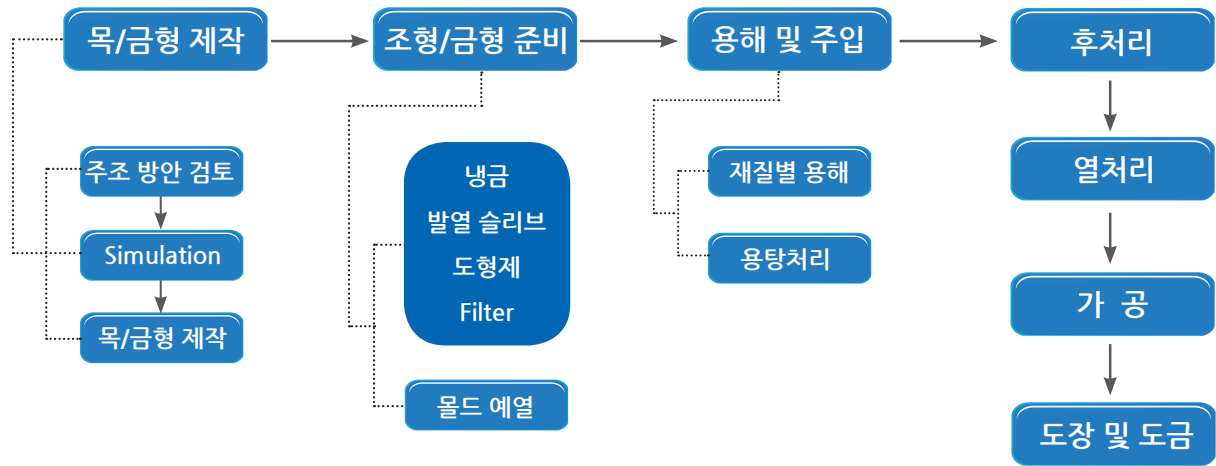 목/금형 제작
조형/금형 준비
용해 및 주입
후처리
주조 방안 검토
Simulation
목/금형 제작
냉금
발열 슬리브
도형제
Filter
몰드 예열
재질별 용해
용탕처리
열처리
가 공
도장 및 도금